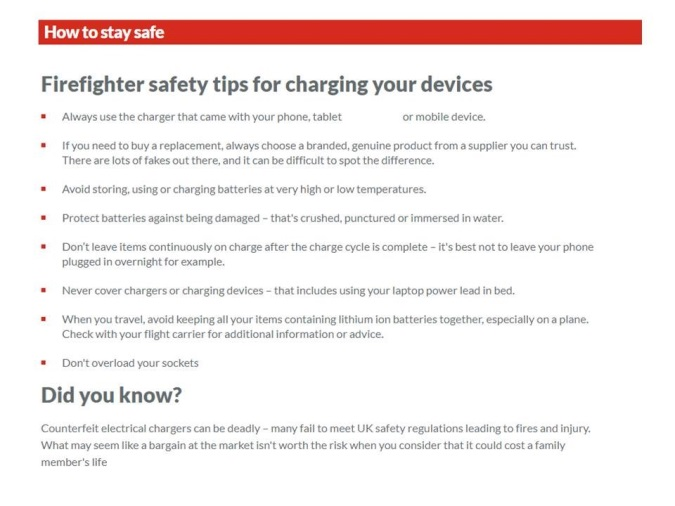 How to stay safe
Firefighter safety tips for charging your devices
Always use the charger that came with your phone, tablet or mobile device.
If you need to buy a replacement, always choose a branded, genuine product from a supplier you can trust.
There are lots of fakes out there, and it can be difficult to spot the difference.
Avoid storing, using or charging batteries at very high or low temperatures.
Protect batteries against being damaged – that's crushed, punctured or immersed in water.
Don't leave items continuously on charge after the charge cycle is complete – it's best not to leave your phone
plugged in overnight for example.
Never cover chargers or charging devices – that includes using your laptop power lead in bed.
When you travel, avoid keeping all your items containing lithium ion batteries together, especially on a plane.
Check with your flight carrier for additional information or advice.
Don't overload your sockets
Did you know?
Counterfeit electrical chargers can be deadly – many fail to meet UK safety regulations leading to fires and injury.
What may seem like a bargain at the market isn't worth the risk when you consider that it could cost a family
member's life